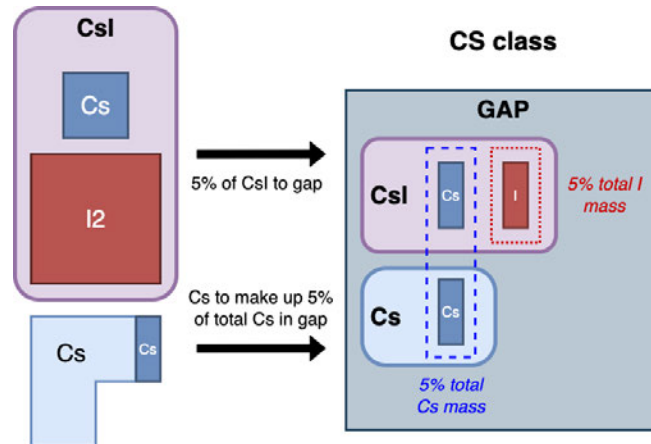 CsI
Cs
I2
5% of CsI to gap
Cs to make up 5%
of total Cs in gap
Cs
Cs
CS class
GAP
CsI
Cs
I
5% total I
mass
Cs
Cs
5% total
Cs mass